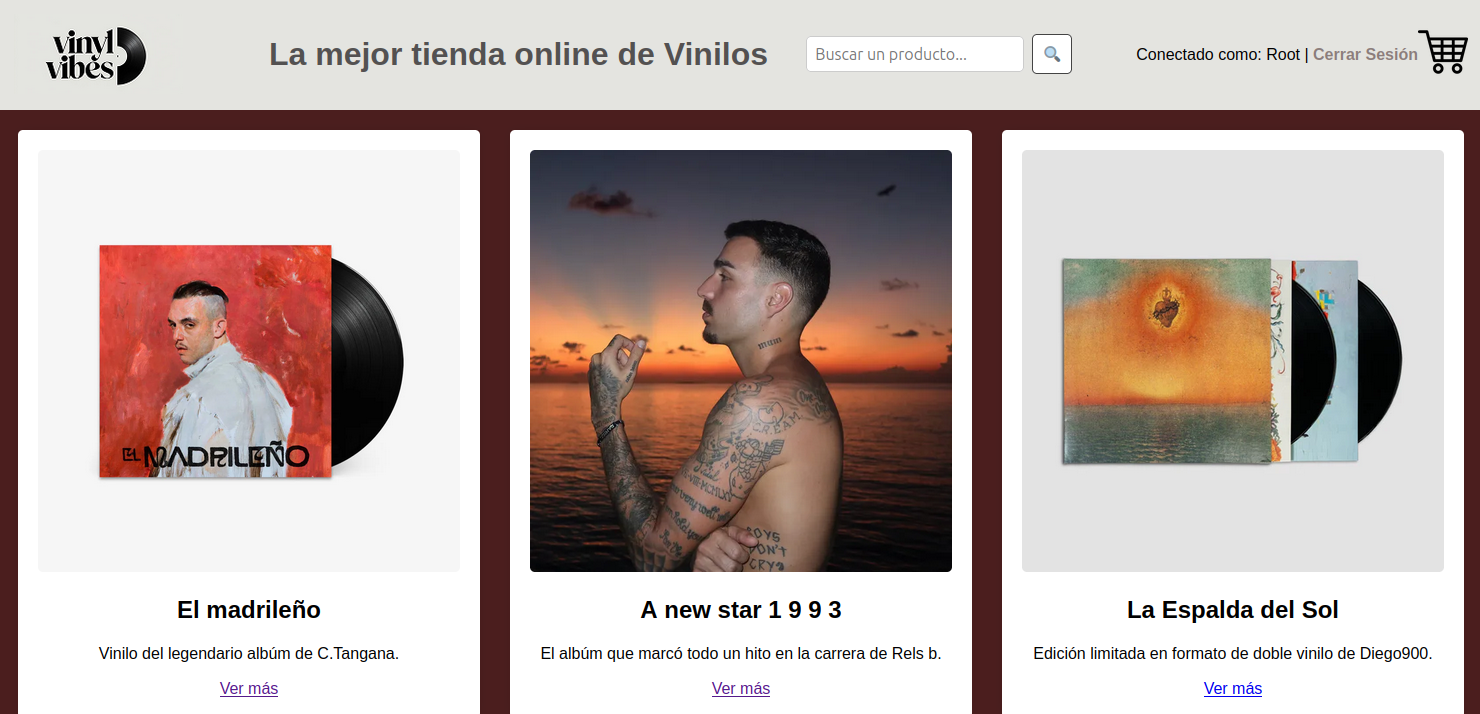 vinyl
vibes
La mejor tienda online de Vinilos
Buscar un producto...
Conectado como: Root | Cerrar Sesión
EL MADRILEÑO
BOYS
DON'T
CRY?
El madrileño
Vinilo del legendario albúm de C.Tangana.
Ver más
A new star 1 9 9 3
El albúm que marcó todo un hito en la carrera de Rels b.
Ver más
La Espalda del Sol
Edición limitada en formato de doble vinilo de Diego900.
Ver más